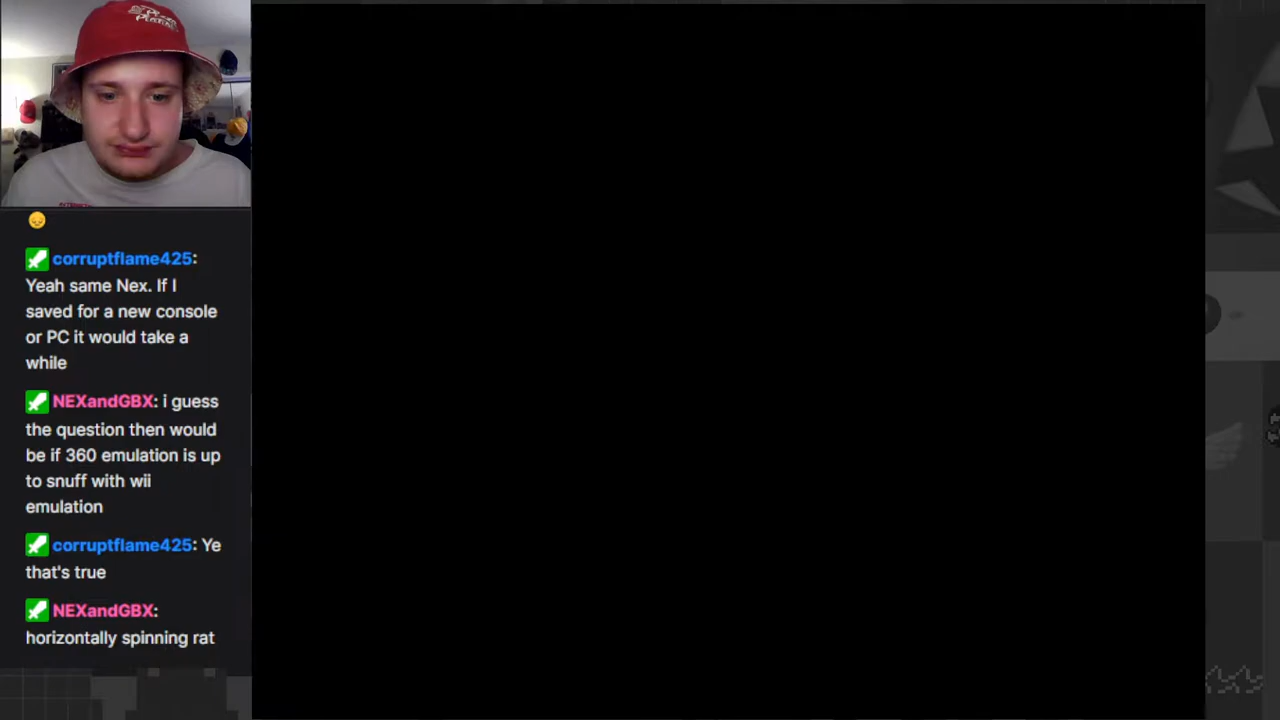 😞
corruptflame425:
Yeah same Nex. If I
saved for a new console
or PC it would take a
while
NEXandGBX: i guess
the question then would
be if 360 emulation is up
to snuff with wii
emulation
corruptflame425: Ye
that's true
NEXandGBX:
horizontally spinning rat